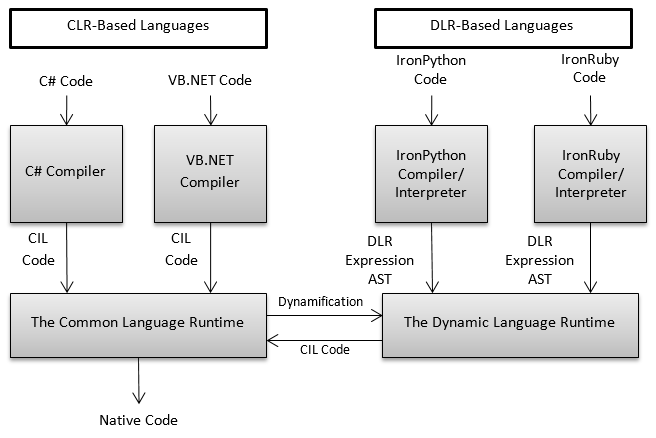 CLR-Based Languages
DLR-Based Languages
C# Code
VB.NET Code
IronPython
Code
IronRuby
Code
C# Compiler
VB.NET
Compiler
IronPython
Compiler/
Interpreter
IronRuby
Compiler/
Interpreter
CIL
Code
CIL
Code
DLR
Expression
AST
DLR
Expression
AST
The Common Language Runtime
Dynamification
CIL Code
The Dynamic Language Runtime
Native Code